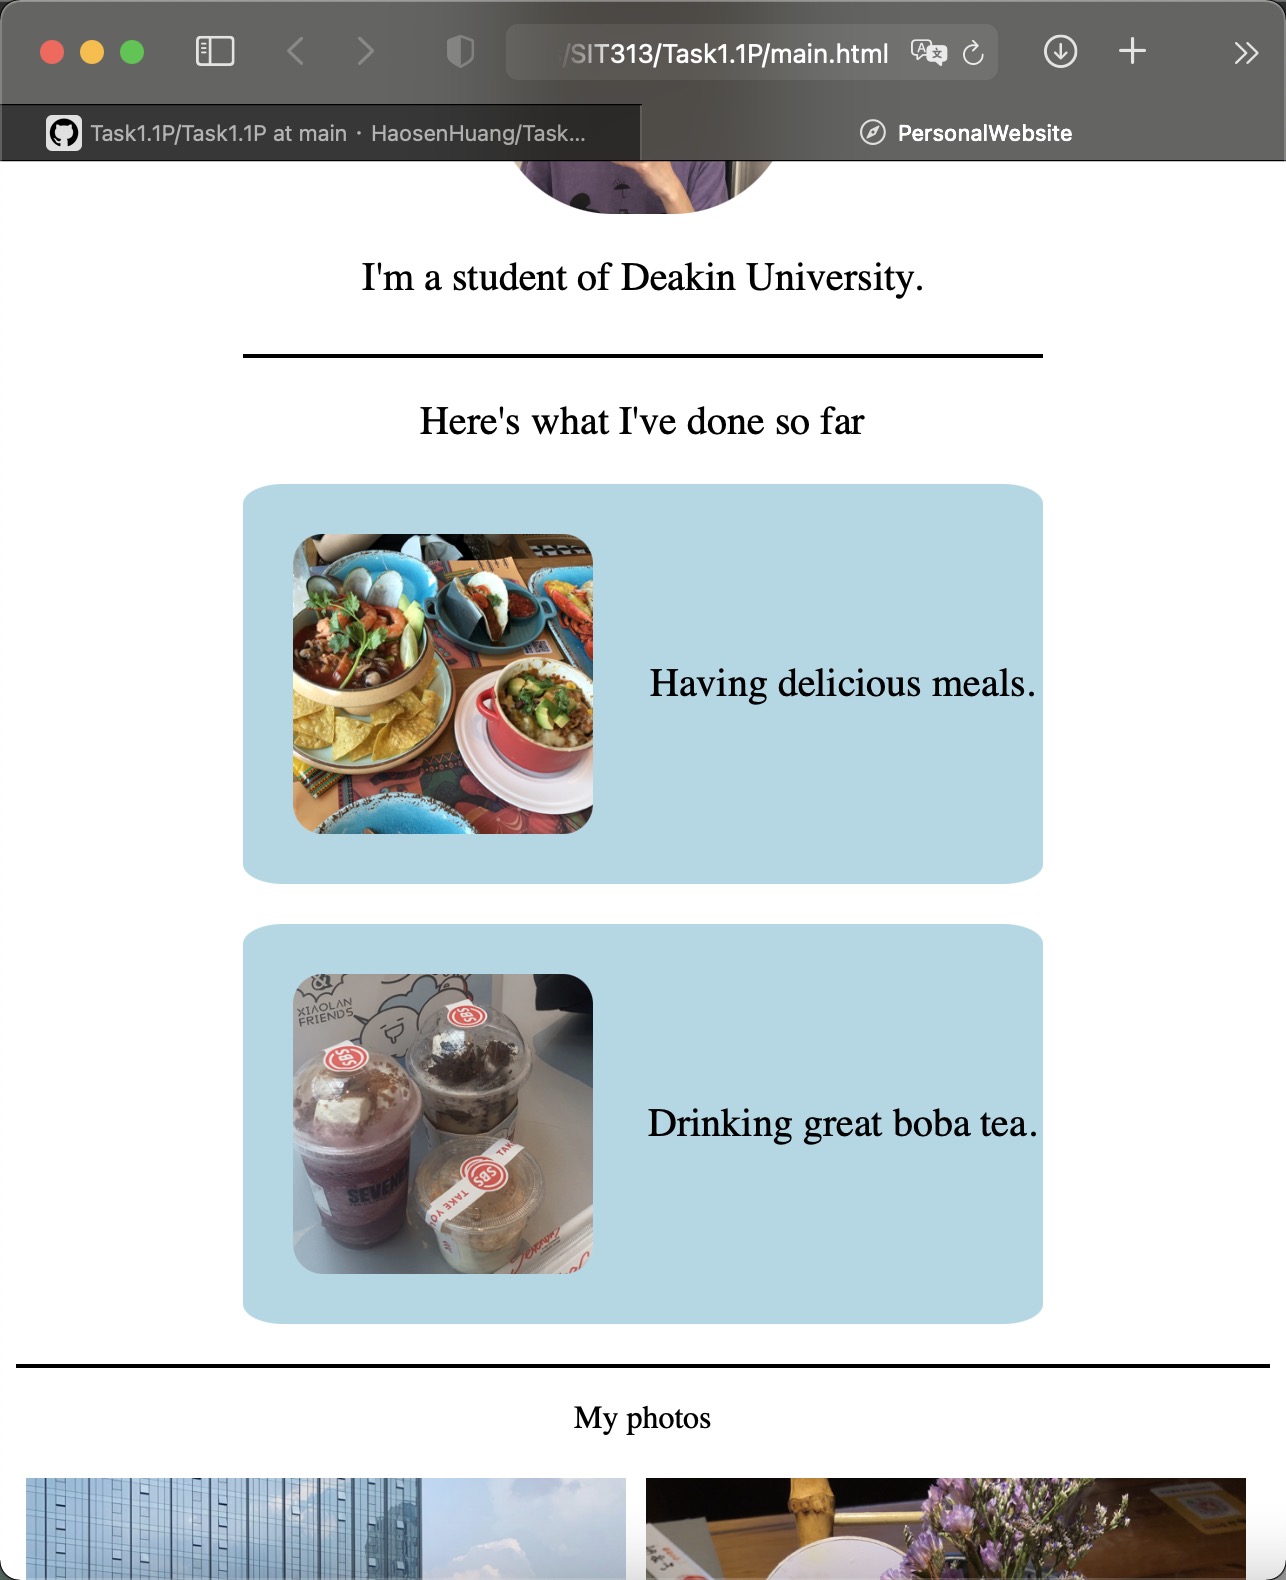 /SIT313/Task1.1P/main.html
Task1.1P/Task1.1P at main · HaosenHuang/Task...
PersonalWebsite
I'm a student of Deakin University.
Here's what I've done so far
Having delicious meals.
&
XIAOLAN
FRIENDS
SBS
SBS
SBS
TAKE
Drinking great boba tea.
My photos